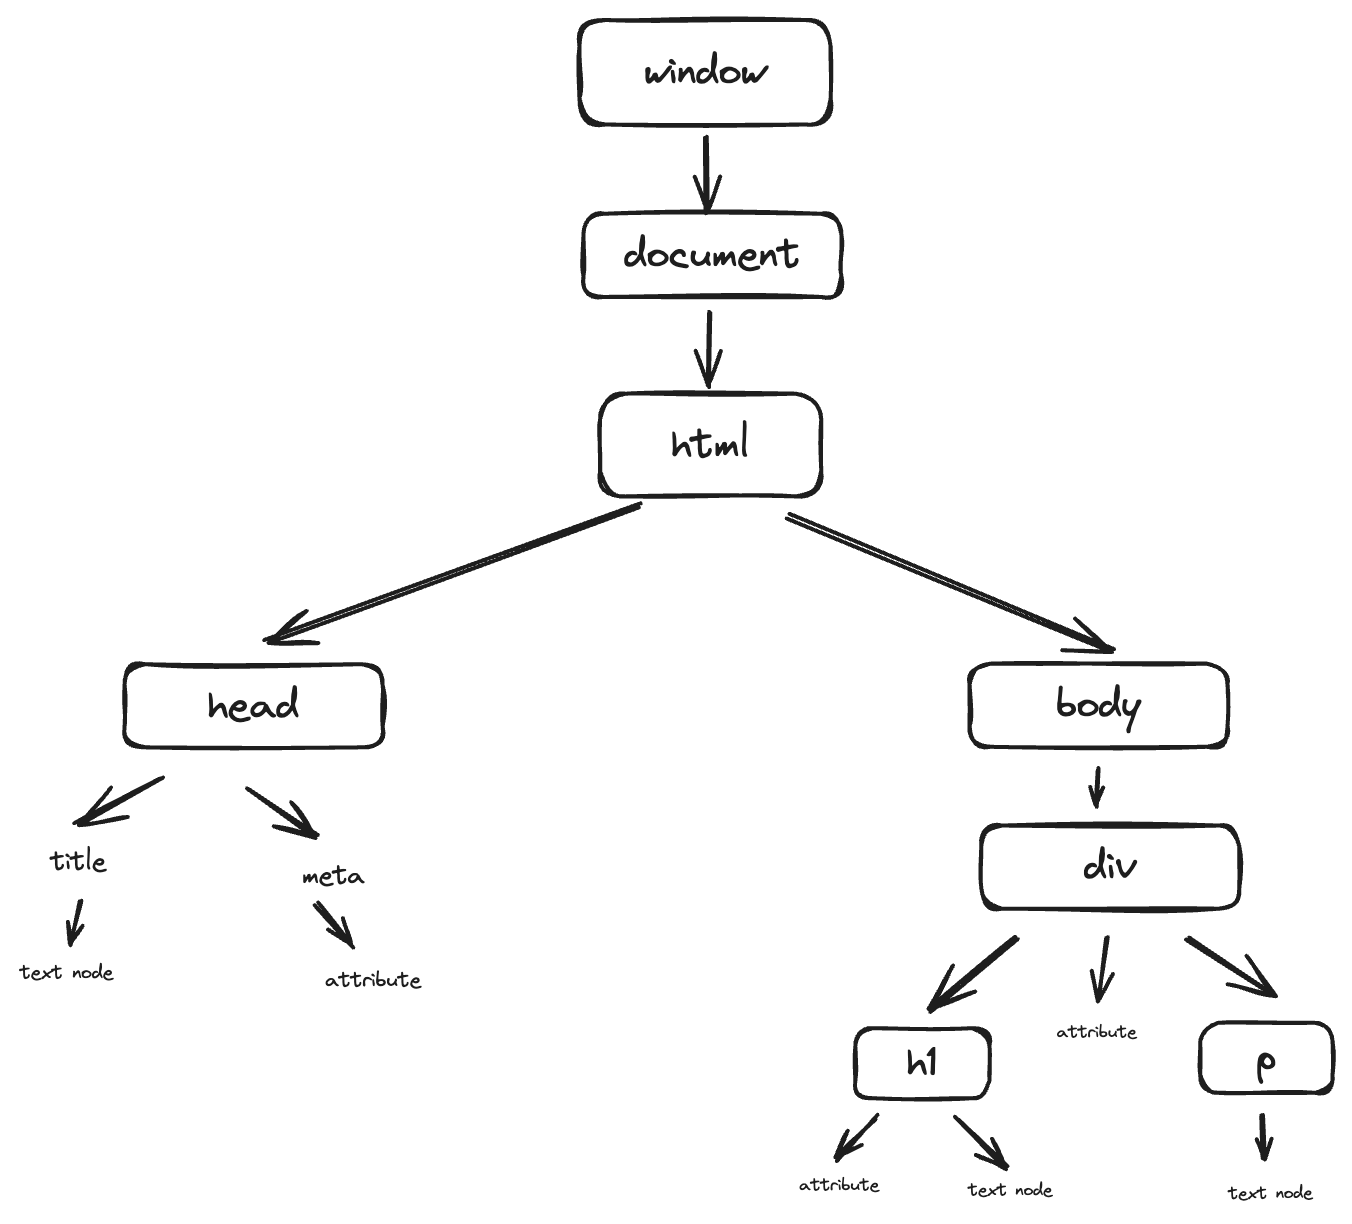 window
document
html
head
body
title
meta
div
text node
attribute
h1
attribute
p
attribute
text node
text node